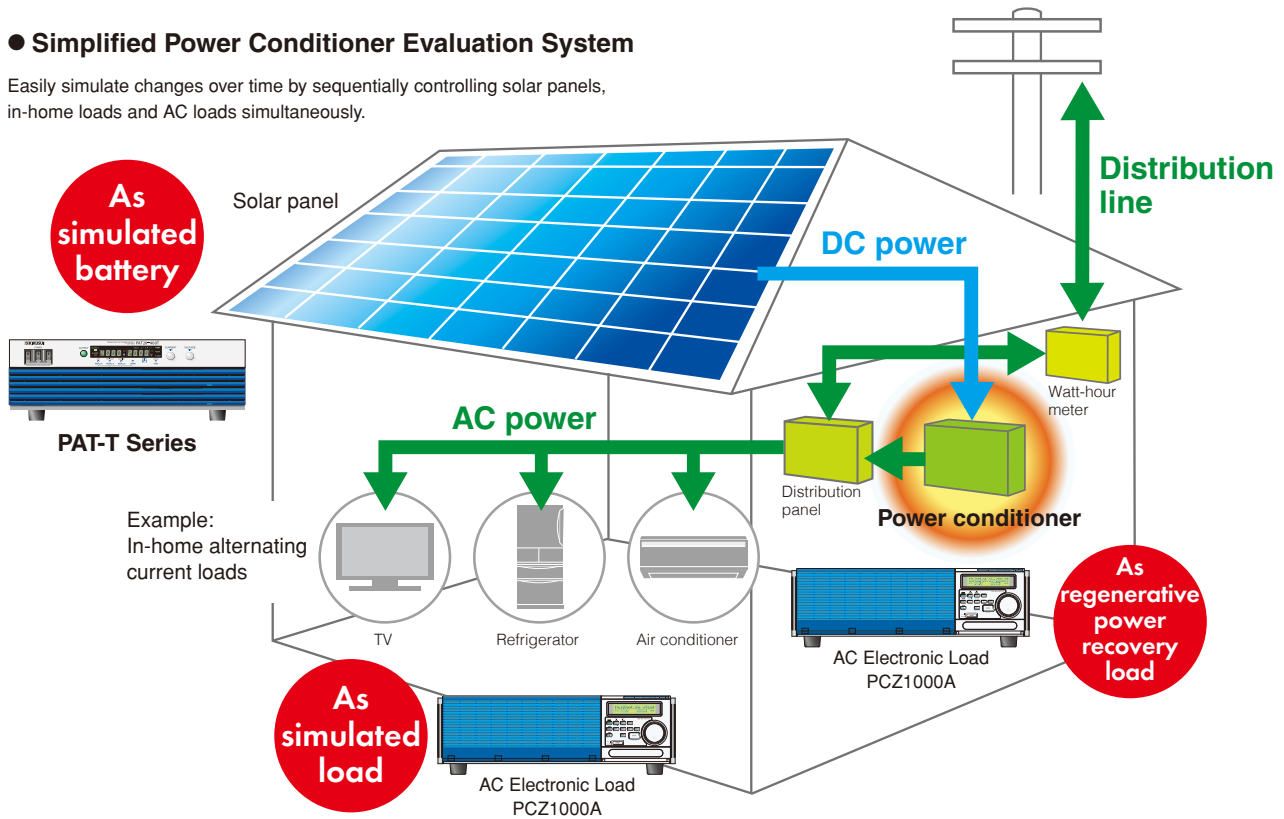 ● Simplified Power Conditioner Evaluation System
Easily simulate changes over time by sequentially controlling solar panels,
in-home loads and AC loads simultaneously.
As
simulated
battery
Solar panel
Distribution
line
DC power
PAT-T Series
AC power
Watt-hour
meter
Distribution
panel
Power conditioner
Example:
In-home alternating
current loads
TV
Refrigerator
Air conditioner
As
regenerative
power
recovery
load
AC Electronic Load
PCZ1000A
As
simulated
load
AC Electronic Load
PCZ1000A